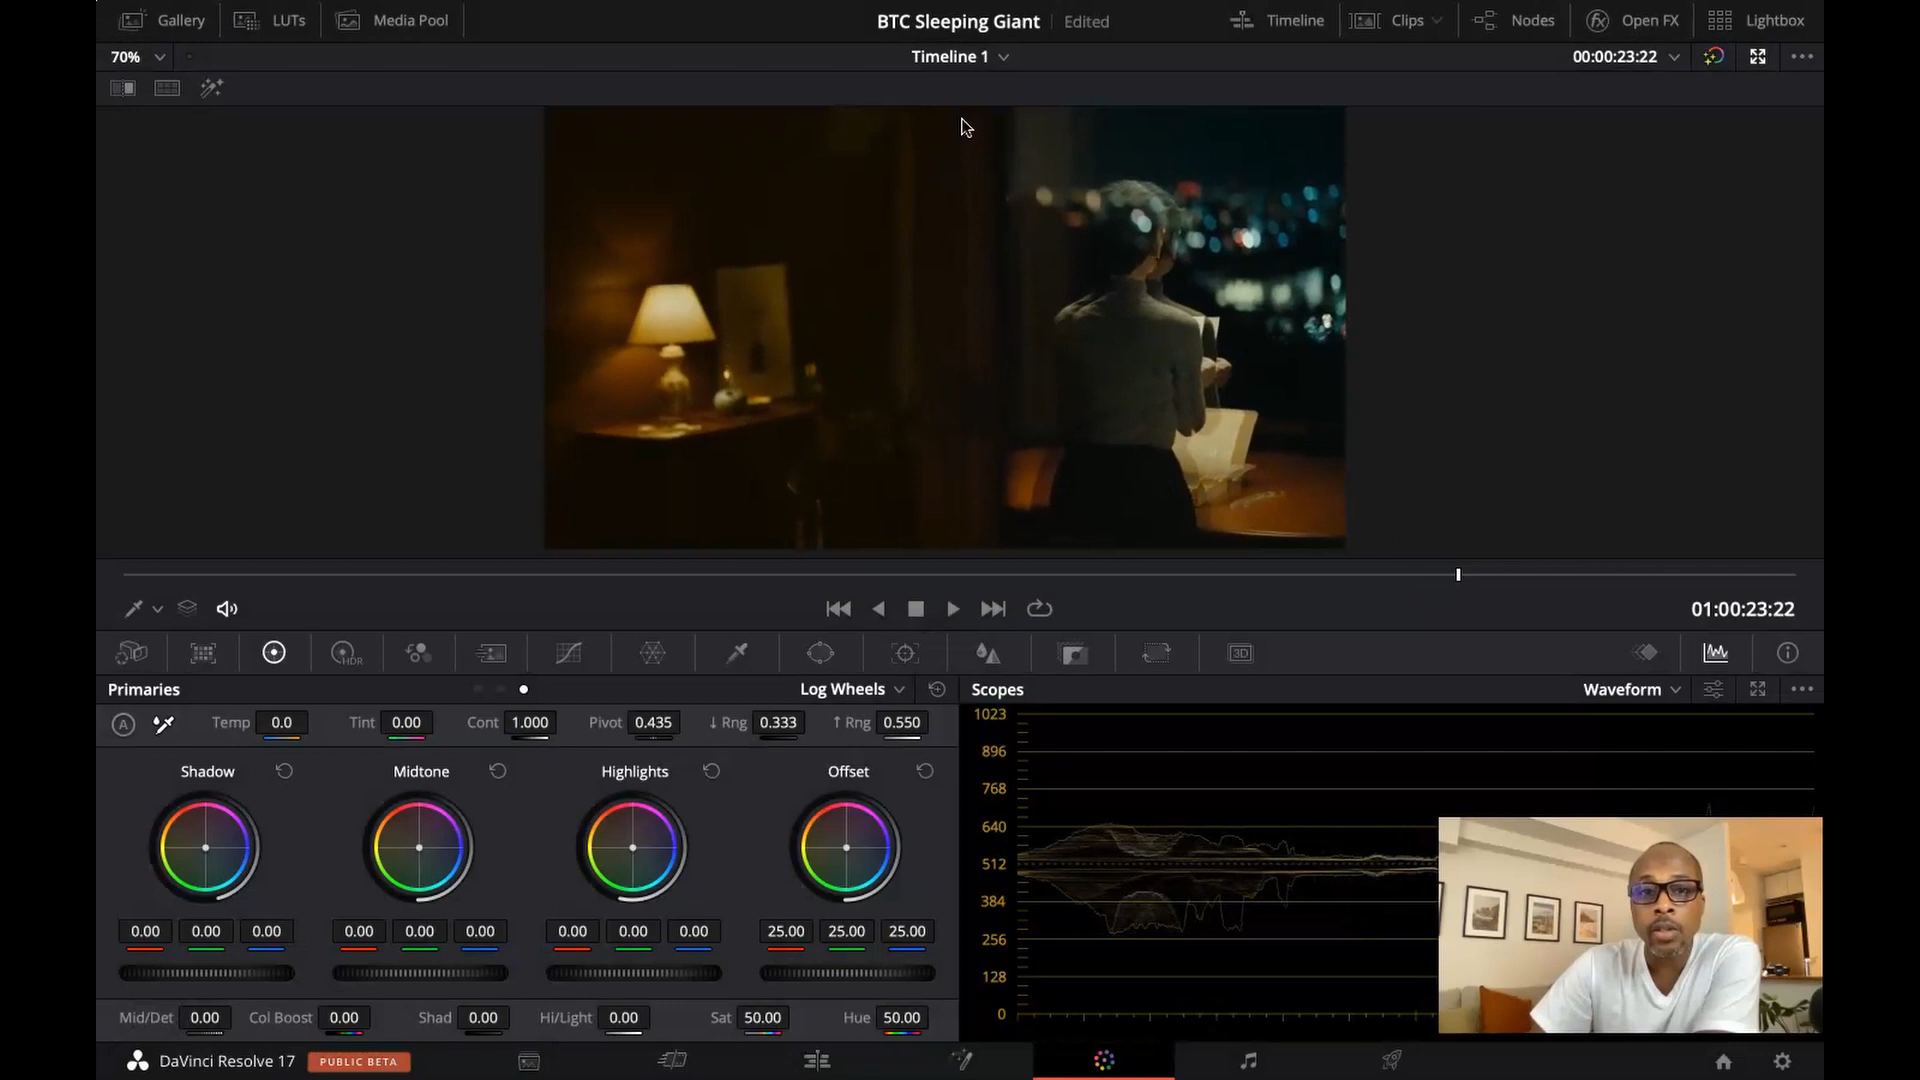 Gallery LUTs Media Pool BTC Sleeping Giant Edited Timeline Clips Nodes Open FX Lightbox
70% Timeline 1 00:00:23:22
01:00:23:22
HDR 3D
Primaries Log Wheels Scopes Waveform
A Temp 0.0 Tint 0.00 Cont 1.000 Pivot 0.435 ↓ Rng 0.333 ↑ Rng 0.550
Shadow Midtone Highlights Offset
0.00 0.00 0.00 0.00 0.00 0.00 0.00 0.00 0.00 25.00 25.00 25.00
Mid/Det 0.00 Col Boost 0.00 Shad 0.00 Hi/Light 0.00 Sat 50.00 Hue 50.00
1023
896
768
640
512
384
256
128
0
DaVinci Resolve 17 PUBLIC BETA